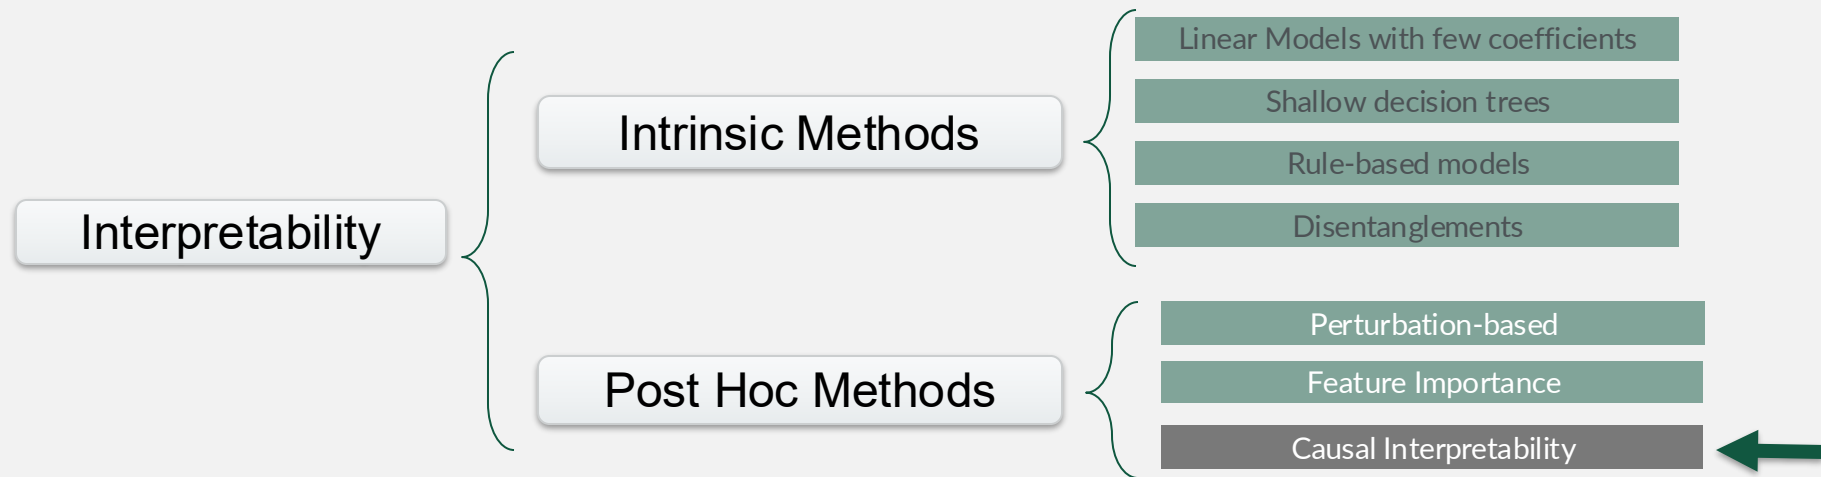 Interpretability
Intrinsic Methods
Linear Models with few coefficients
Shallow decision trees
Rule-based models
Disentanglements
Post Hoc Methods
Perturbation-based
Feature Importance
Causal Interpretability